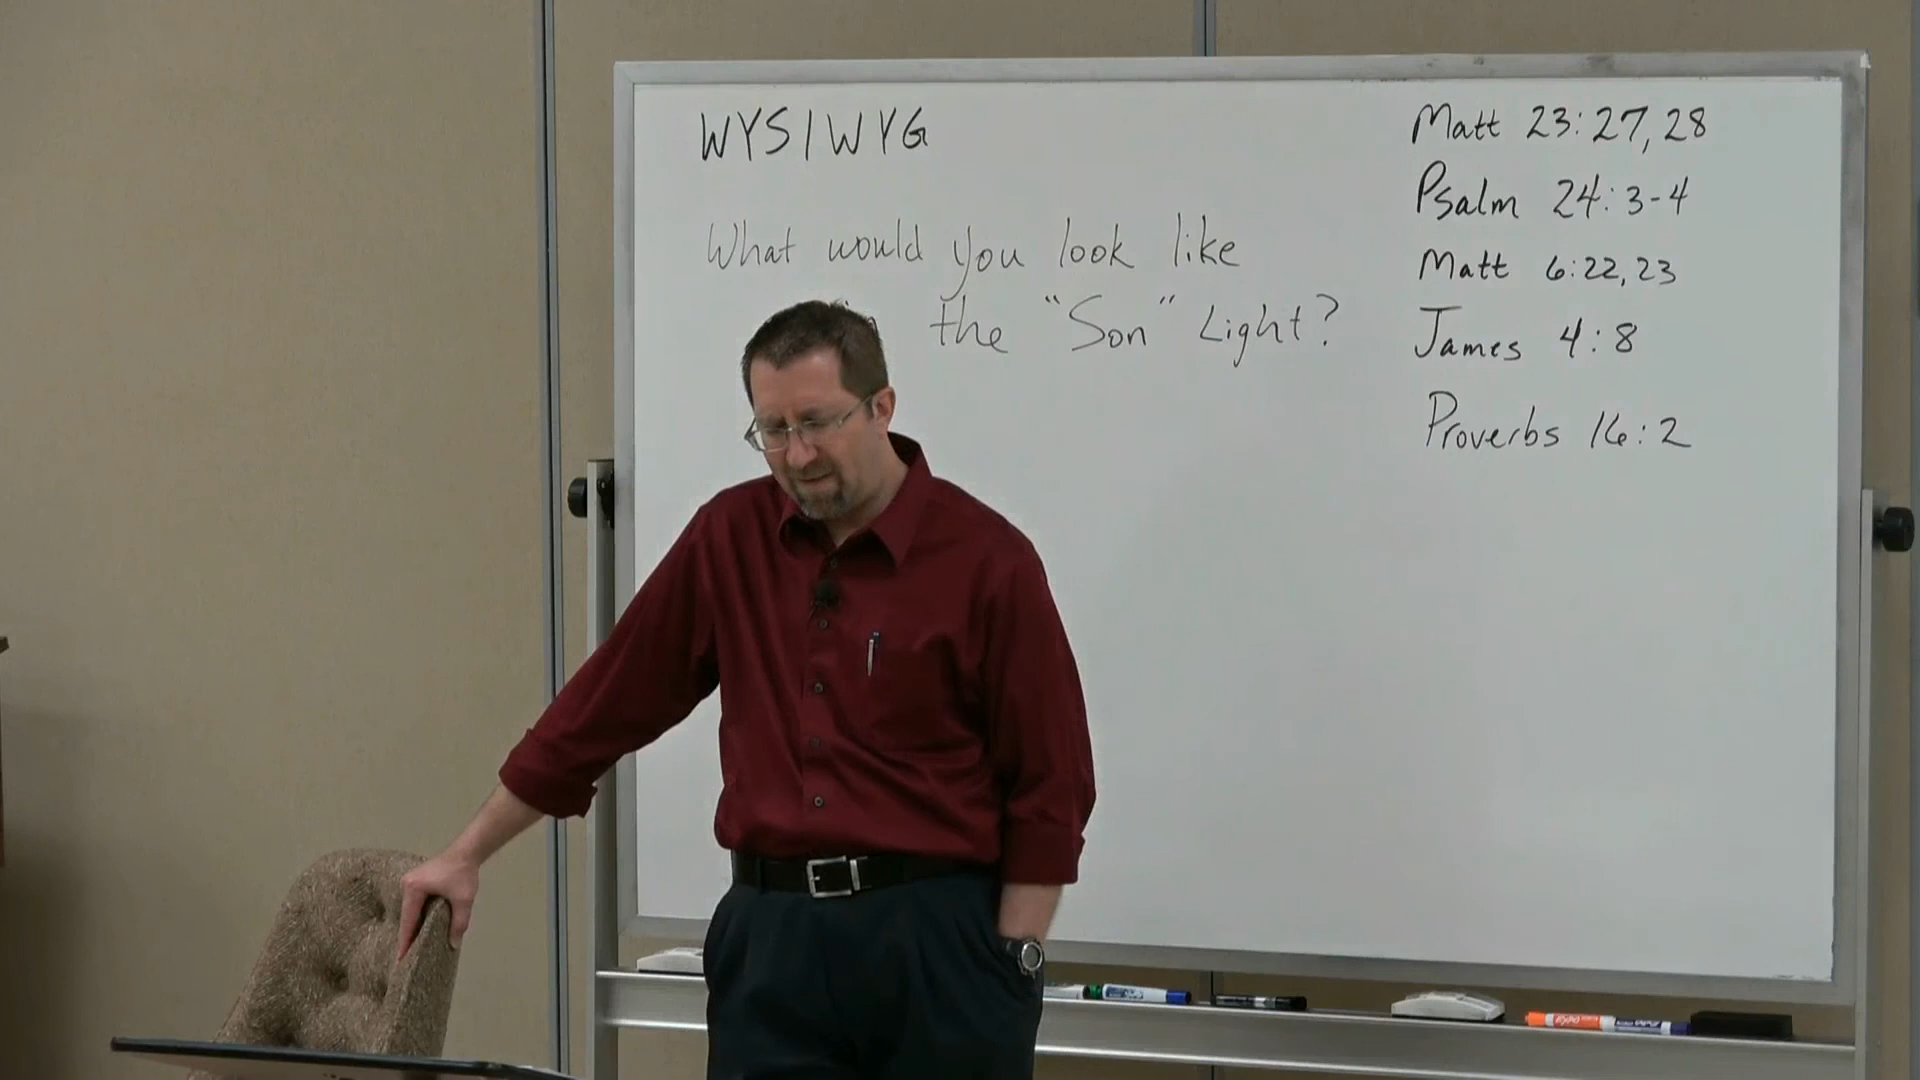 WYSIWYG
What would you look like
in the "Son" Light?
Matt 23:27,28
Psalm 24:3-4
Matt 6:22,23
James 4:8
Proverbs 16:2